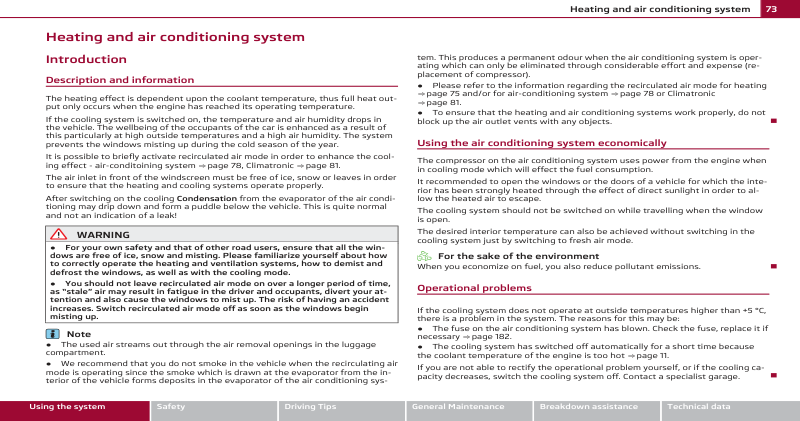 Heating and air conditioning system
73
Heating and air conditioning system
Introduction
Description and information
The heating effect is dependent upon the coolant temperature, thus full heat out-
put only occurs when the engine has reached its operating temperature.
If the cooling system is switched on, the temperature and air humidity drops in
the vehicle. The wellbeing of the occupants of the car is enhanced as a result of
this particularly at high outside temperatures and a high air humidity. The system
prevents the windows misting up during the cold season of the year.
It is possible to briefly activate recirculated air mode in order to enhance the cool-
ing effect - air-condtioining system ⇒ page 78, Climatronic ⇒ page 81.
The air inlet in front of the windscreen must be free of ice, snow or leaves in order
to ensure that the heating and cooling systems operate properly.
After switching on the cooling Condensation from the evaporator of the air condi-
tioning may drip down and form a puddle below the vehicle. This is quite normal
and not an indication of a leak!
WARNING
● For your own safety and that of other road users, ensure that all the win-
dows are free of ice, snow and misting. Please familiarize yourself about how
to correctly operate the heating and ventilation systems, how to demist and
defrost the windows, as well as with the cooling mode.
● You should not leave recirculated air mode on over a longer period of time,
as "stale" air may result in fatigue in the driver and occupants, divert your at-
tention and also cause the windows to mist up. The risk of having an accident
increases. Switch recirculated air mode off as soon as the windows begin
misting up.
Note
● The used air streams out through the air removal openings in the luggage
compartment.
● We recommend that you do not smoke in the vehicle when the recirculating air
mode is operating since the smoke which is drawn at the evaporator from the in-
terior of the vehicle forms deposits in the evaporator of the air conditioning sys-
tem. This produces a permanent odour when the air conditioning system is oper-
ating which can only be eliminated through considerable effort and expense (re-
placement of compressor).
● Please refer to the information regarding the recirculated air mode for heating
⇒ page 75 and/or for air-conditioning system ⇒ page 78 or Climatronic
⇒ page 81.
● To ensure that the heating and air conditioning systems work properly, do not
block up the air outlet vents with any objects.
Using the air conditioning system economically
The compressor on the air conditioning system uses power from the engine when
in cooling mode which will effect the fuel consumption.
It recommended to open the windows or the doors of a vehicle for which the inte-
rior has been strongly heated through the effect of direct sunlight in order to al-
low the heated air to escape.
The cooling system should not be switched on while travelling when the window
is open.
The desired interior temperature can also be achieved without switching in the
cooling system just by switching to fresh air mode.
For the sake of the environment
When you economize on fuel, you also reduce pollutant emissions.
Operational problems
If the cooling system does not operate at outside temperatures higher than +5 °C,
there is a problem in the system. The reasons for this may be:
● The fuse on the air conditioning system has blown. Check the fuse, replace it if
necessary ⇒ page 182.
● The cooling system has switched off automatically for a short time because
the coolant temperature of the engine is too hot ⇒ page 11.
If you are not able to rectify the operational problem yourself, or if the cooling ca-
pacity decreases, switch the cooling system off. Contact a specialist garage.
Using the system
Safety
Driving Tips
General Maintenance
Breakdown assistance
Technical data